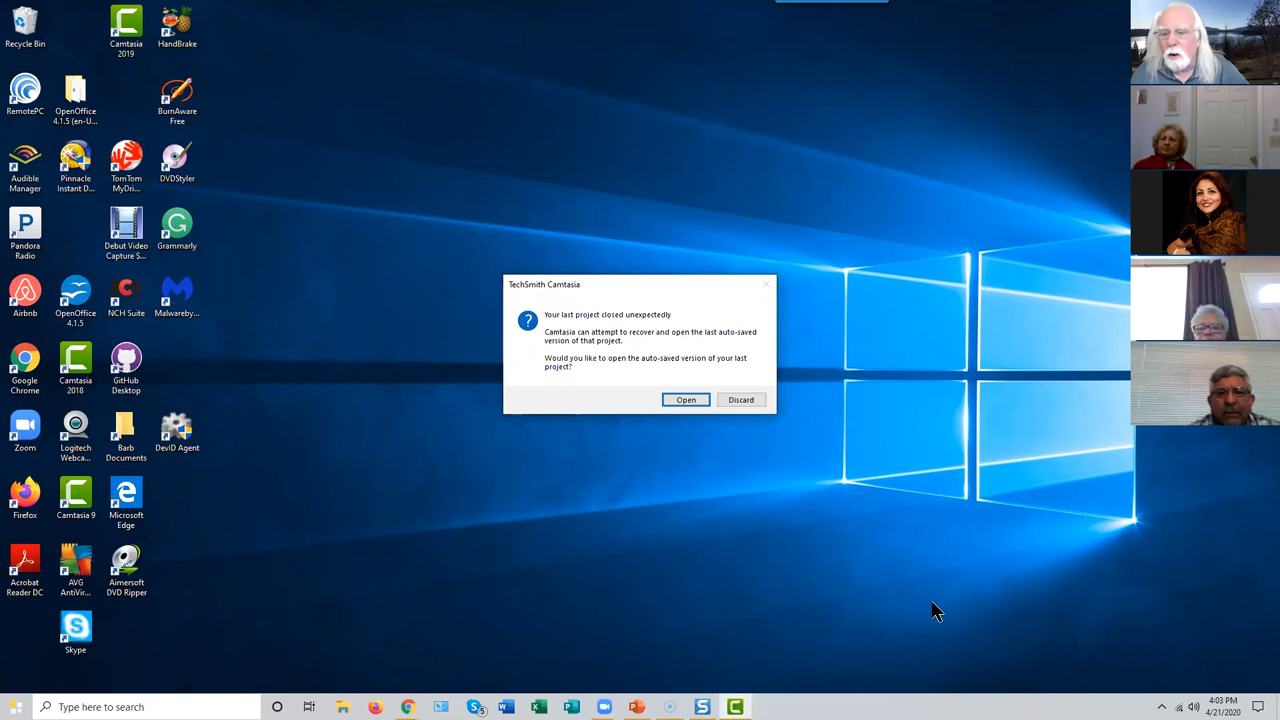 Recycle Bin
Camtasia
2019
HandBrake
RemotePC
OpenOffice
4.1.5 (en-U...
BurnAware
Free
Audible
Manager
Pinnacle
Instant D...
TomTom
MyDri...
DVDStyler
P
Pandora
Radio
Debut Video
Capture S...
Grammarly
Airbnb
OpenOffice
4.1.5
NCH Suite
Malwareby...
Google
Chrome
Camtasia
2018
GitHub
Desktop
Zoom
Logitech
Webca...
Barb
Documents
DevID Agent
Firefox
Camtasia 9
Microsoft
Edge
Acrobat
Reader DC
AVG
AntiVir...
Aimersoft
DVD Ripper
Skype
TechSmith Camtasia
Your last project closed unexpectedly
Camtasia can attempt to recover and open the last auto-saved
version of that project.
Would you like to open the auto-saved version of your last
project?
Open
Discard
Type here to search
5
4:03 PM
4/21/2020